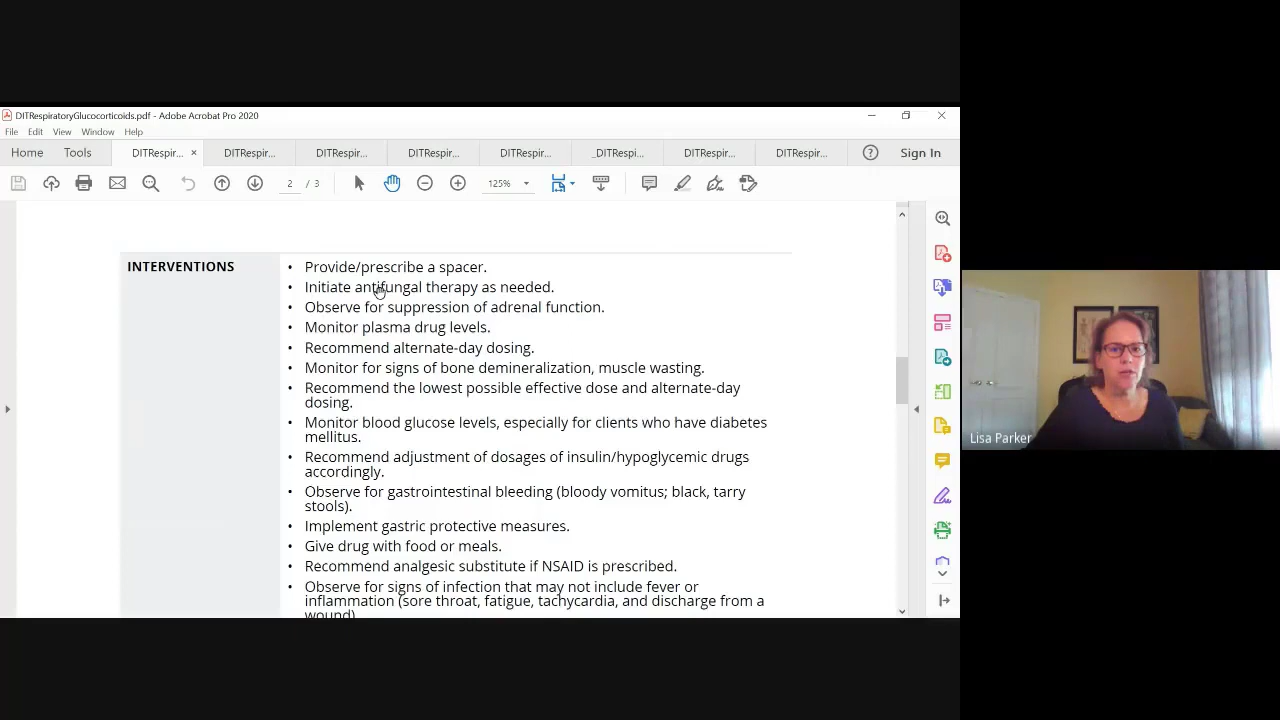 DITRespiratoryGlucocorticoids.pdf - Adobe Acrobat Pro 2020
File Edit View Window Help
Home Tools DITRespir... × DITRespir... DITRespir... DITRespir... DITRespir... _DITRespi... DITRespir... DITRespir... Sign In
2 / 3 125%
INTERVENTIONS
• Provide/prescribe a spacer.
• Initiate antifungal therapy as needed.
• Observe for suppression of adrenal function.
• Monitor plasma drug levels.
• Recommend alternate-day dosing.
• Monitor for signs of bone demineralization, muscle wasting.
• Recommend the lowest possible effective dose and alternate-day
dosing.
• Monitor blood glucose levels, especially for clients who have diabetes
mellitus.
• Recommend adjustment of dosages of insulin/hypoglycemic drugs
accordingly.
• Observe for gastrointestinal bleeding (bloody vomitus; black, tarry
stools).
• Implement gastric protective measures.
• Give drug with food or meals.
• Recommend analgesic substitute if NSAID is prescribed.
• Observe for signs of infection that may not include fever or
inflammation (sore throat, fatigue, tachycardia, and discharge from a
wound)
Lisa Parker